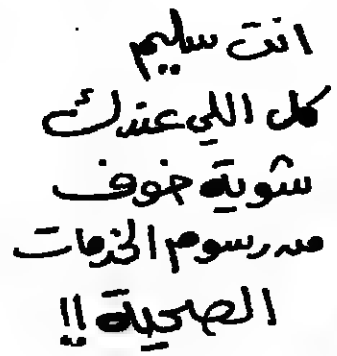 انت سليم
كل اللي عندك
شوية خوف
من رسوم الخدمات
الصحية !!